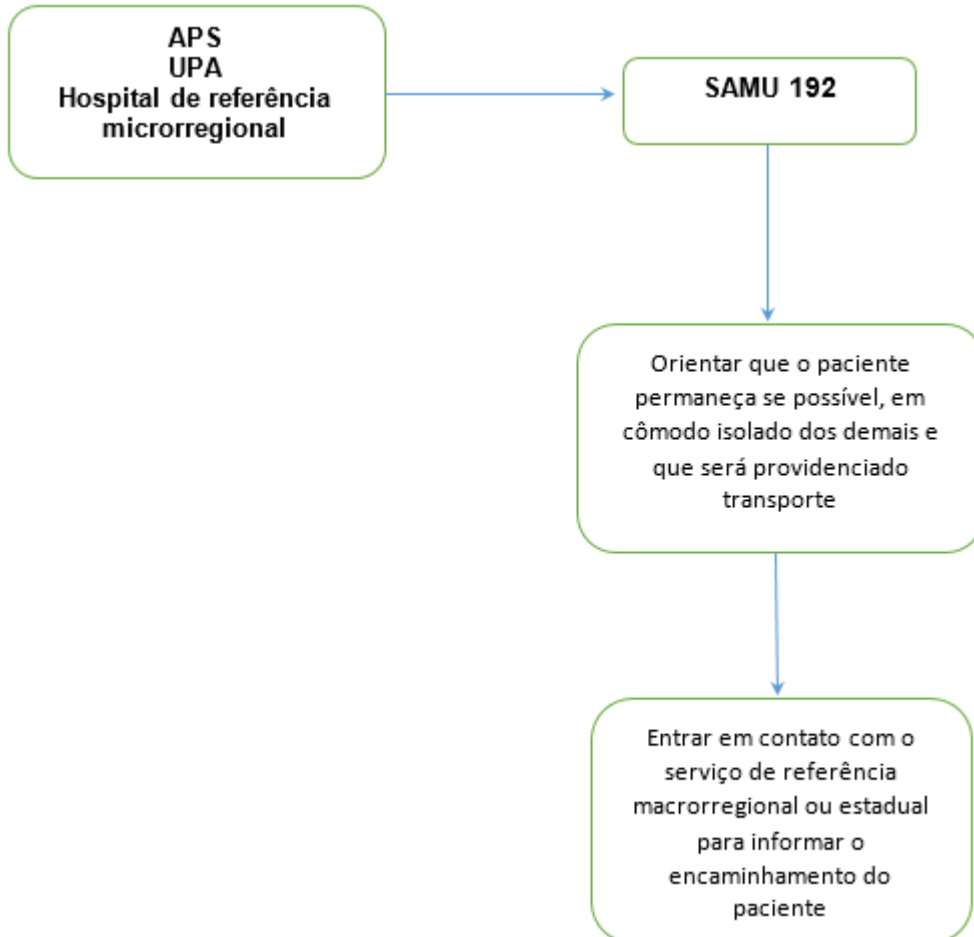 APS
UPA
Hospital de referência
microrregional
SAMU 192
Orientar que o paciente
permaneça se possível, em
cômodo isolado dos demais e
que será providenciado
transporte
Entrar em contato com o
serviço de referência
macrorregional ou estadual
para informar o
encaminhamento do
paciente